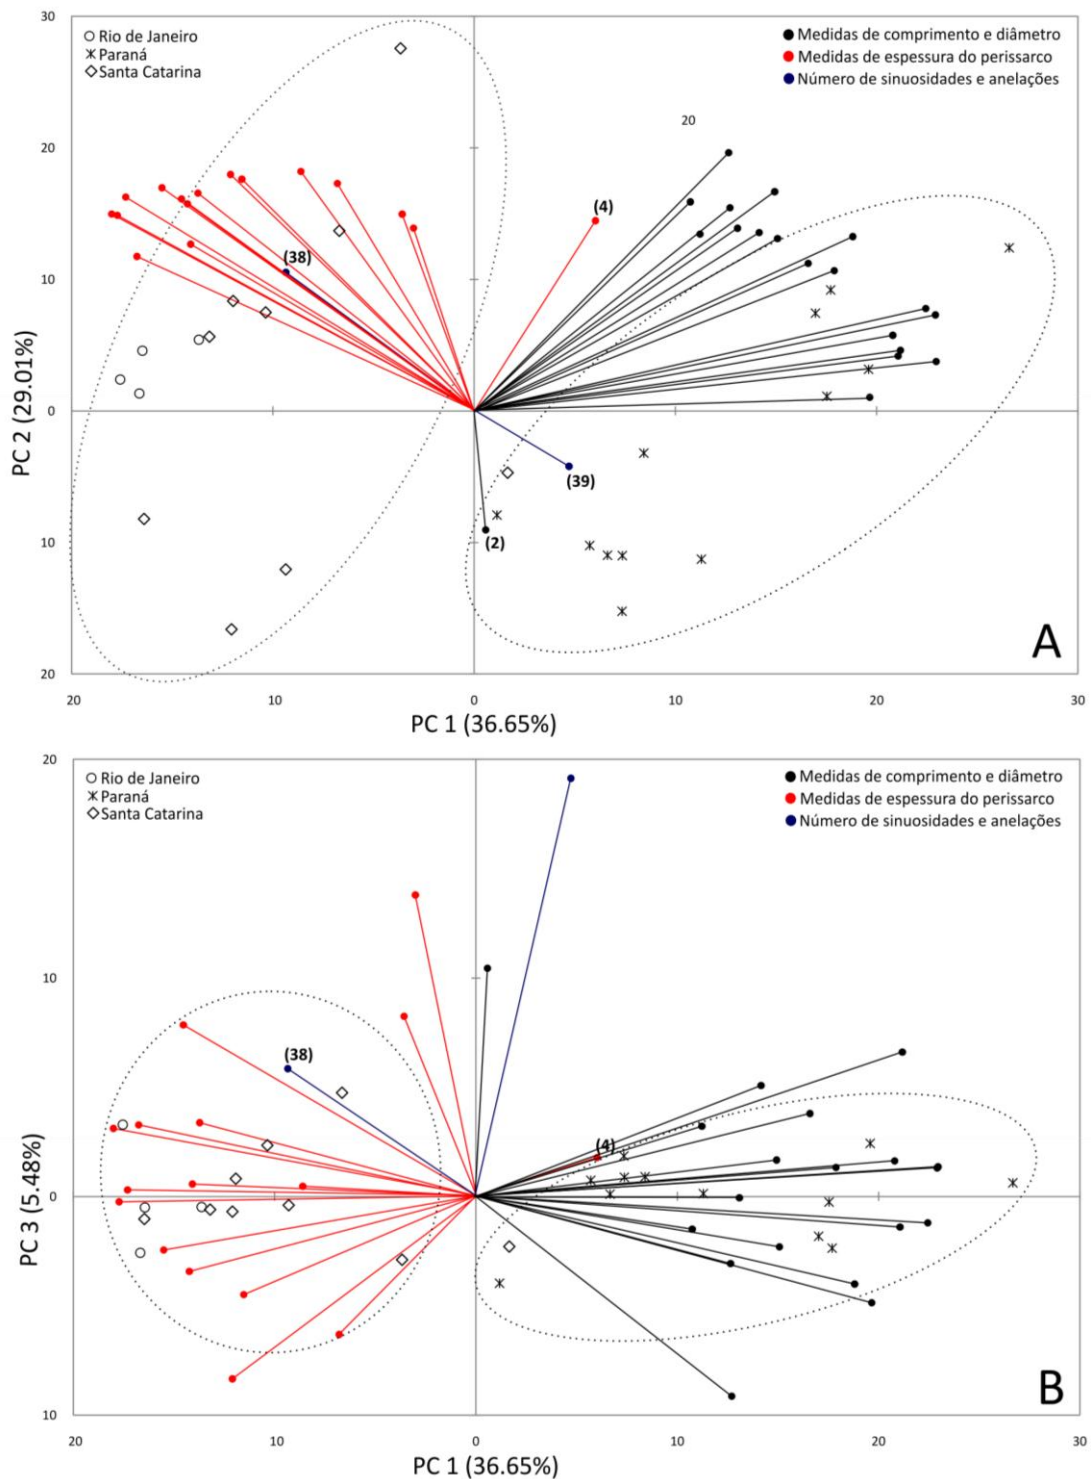 30
Rio de Janeiro
Paraná
Santa Catarina
Medidas de comprimento e diâmetro
Medidas de espessura do perissarco
Número de sinuosidades e anelações
20
20
(4)
(38)
10
PC 2 (29.01%)
0
(39)
(2)
10
A
20
20
10
0
10
20
30
PC 1 (36.65%)
20
Rio de Janeiro
Paraná
Santa Catarina
Medidas de comprimento e diâmetro
Medidas de espessura do perissarco
Número de sinuosidades e anelações
10
(38)
(4)
PC 3 (5.48%)
0
B
10
20
10
0
10
20
30
PC 1 (36.65%)